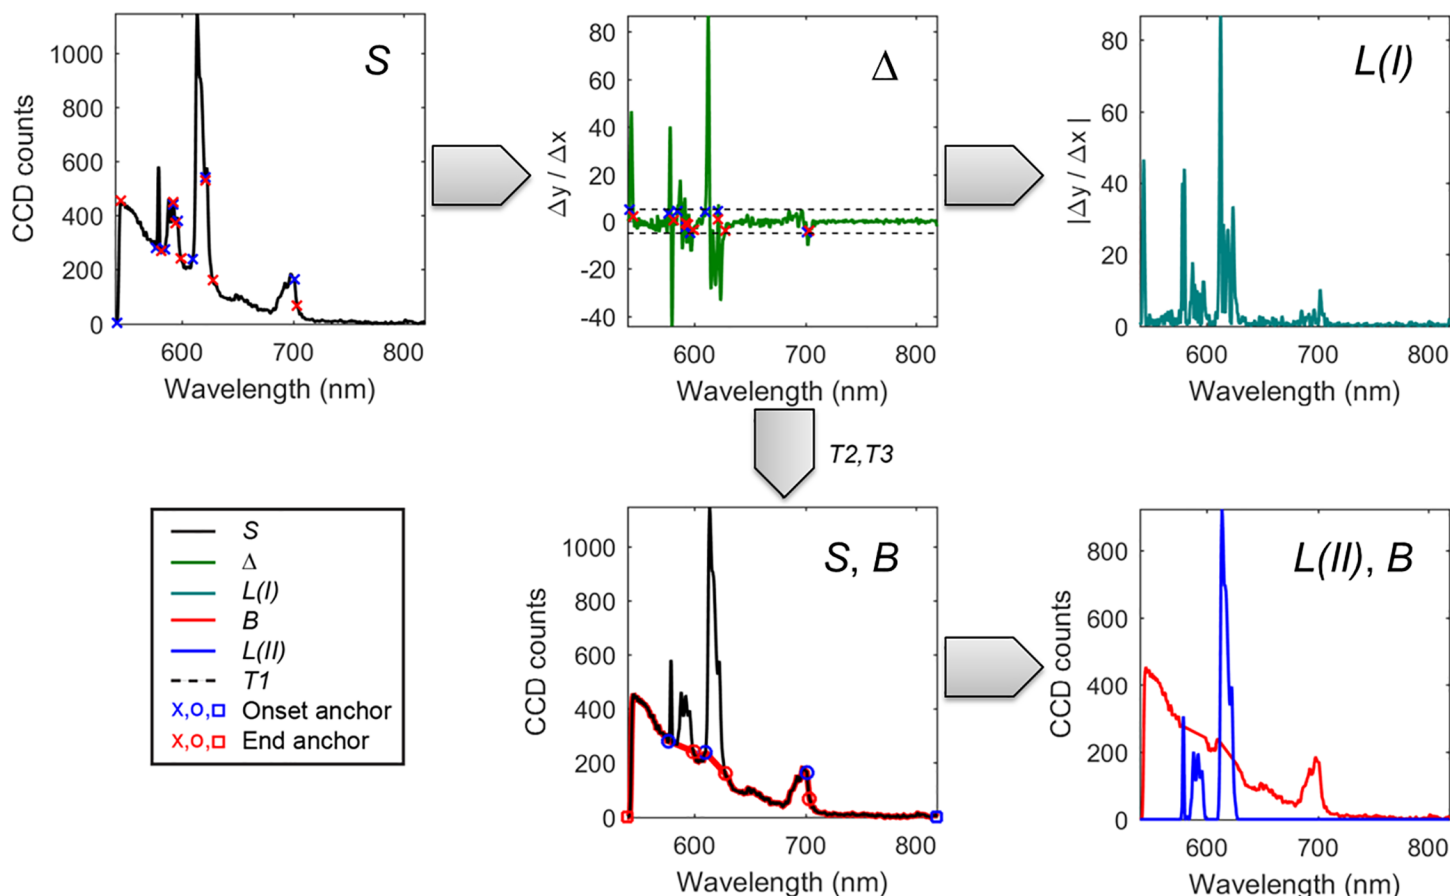 S
CCD counts
1000
800
600
400
200
0
600 700 800
Wavelength (nm)
Δ
Δy / Δx
80
60
40
20
0
-20
-40
600 700 800
Wavelength (nm)
L(I)
|Δy / Δx |
80
60
40
20
0
600 700 800
Wavelength (nm)
T2,T3
S
Δ
L(I)
B
L(II)
T1
X,O,□ Onset anchor
X,O,□ End anchor
S, B
CCD counts
1000
800
600
400
200
0
600 700 800
Wavelength (nm)
L(II), B
CCD counts
800
600
400
200
0
600 700 800
Wavelength (nm)